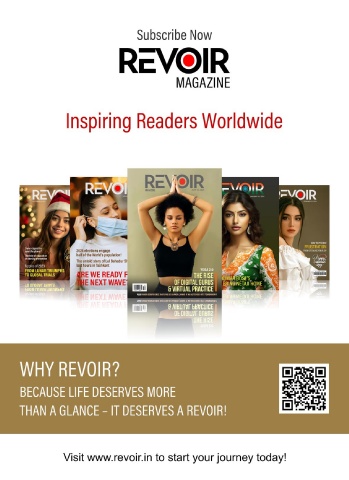 Subscribe Now
REVOIR
MAGAZINE
Inspiring Readers Worldwide
REVOIR
REVOIR
REVOIR
REVOIR
REVOIR
ARE WE READY F
THE NEXT WAVE
THE RISE
OF DIGITAL GURUS
& VIRTUAL PRACTICE
WHY REVOIR?
BECAUSE LIFE DESERVES MORE
THAN A GLANCE – IT DESERVES A REVOIR!
Visit www.revoir.in to start your journey today!